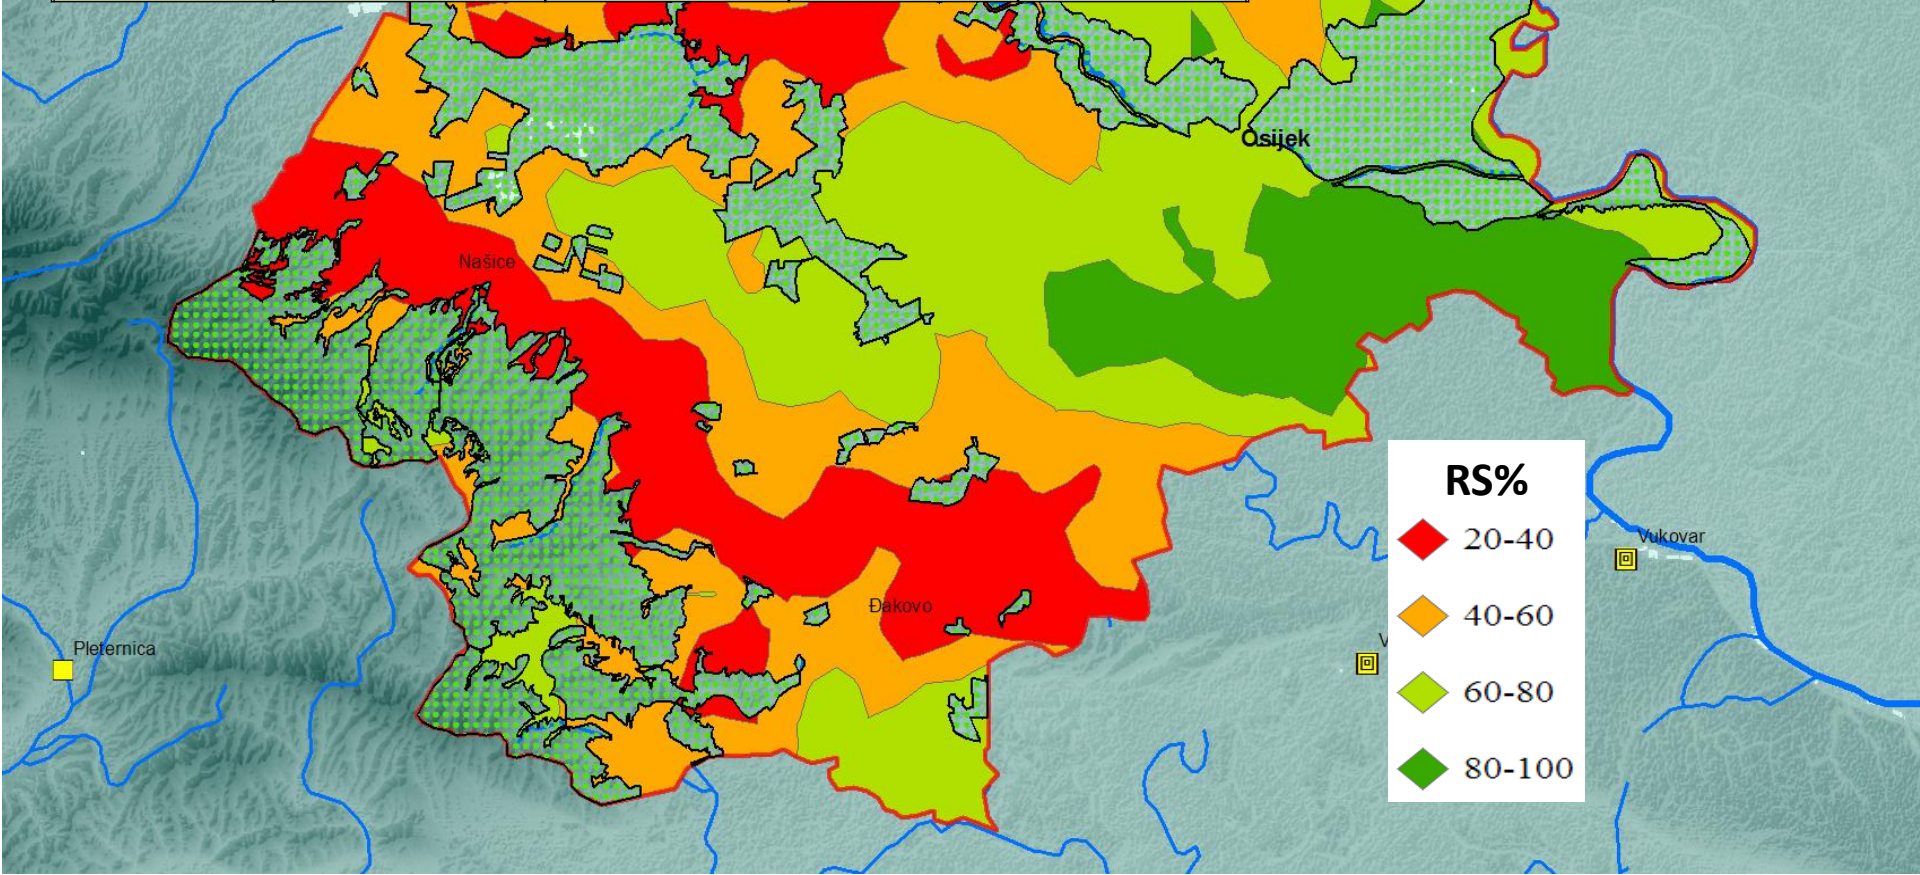 Osijek
Našice
RS%
20-40
40-60
60-80
80-100
Vukovar
Đakovo
V
Pleternica